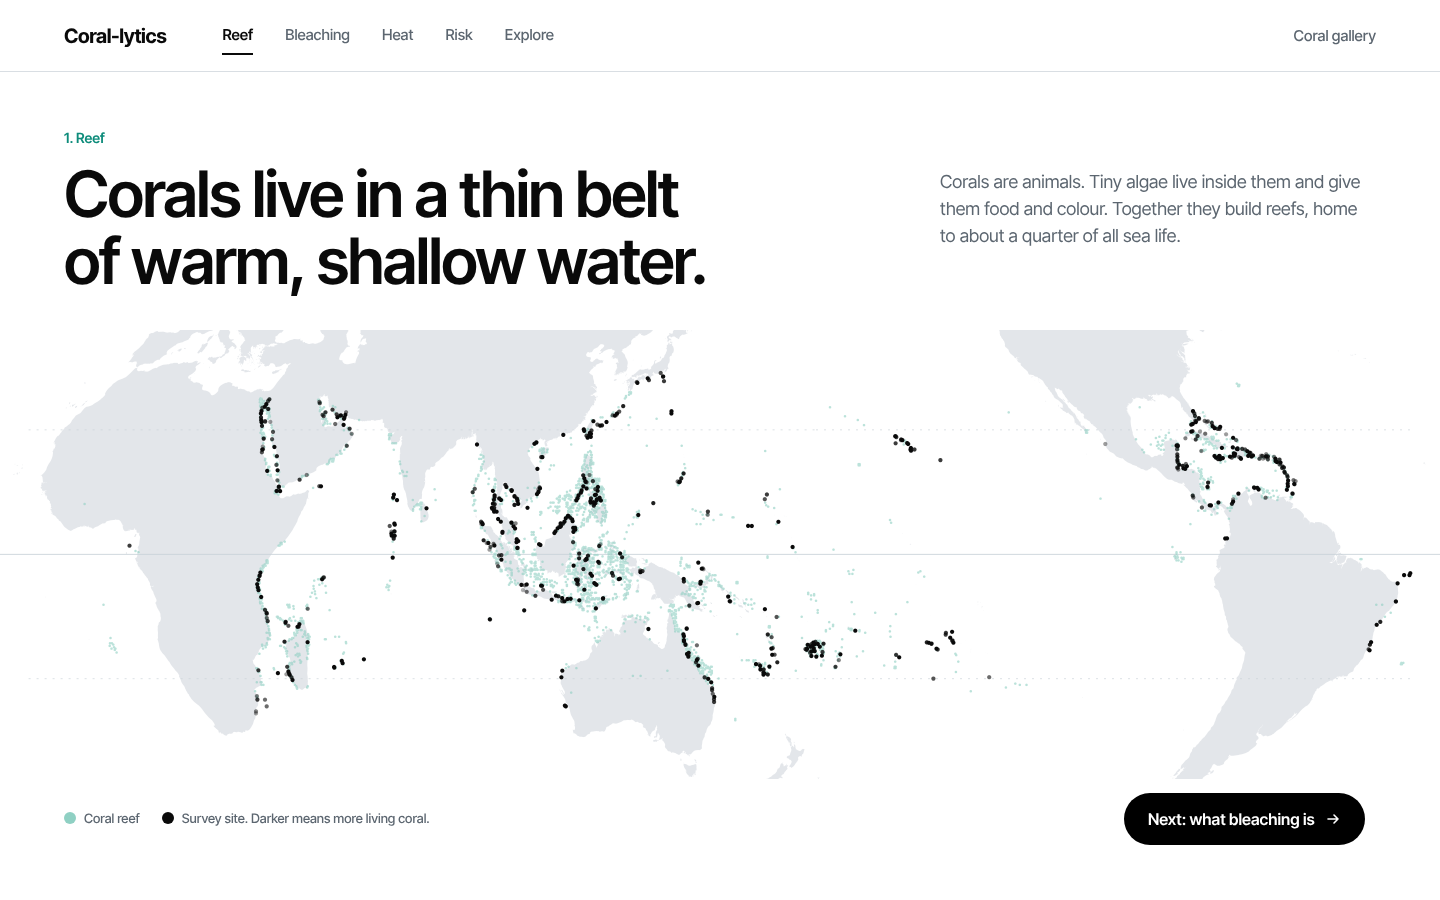 Coral-lytics
Reef
Bleaching
Heat
Risk
Explore
Coral gallery
1. Reef
Corals live in a thin belt
of warm, shallow water.
Corals are animals. Tiny algae live inside them and give
them food and colour. Together they build reefs, home
to about a quarter of all sea life.
Coral reef
Survey site. Darker means more living coral.
Next: what bleaching is →